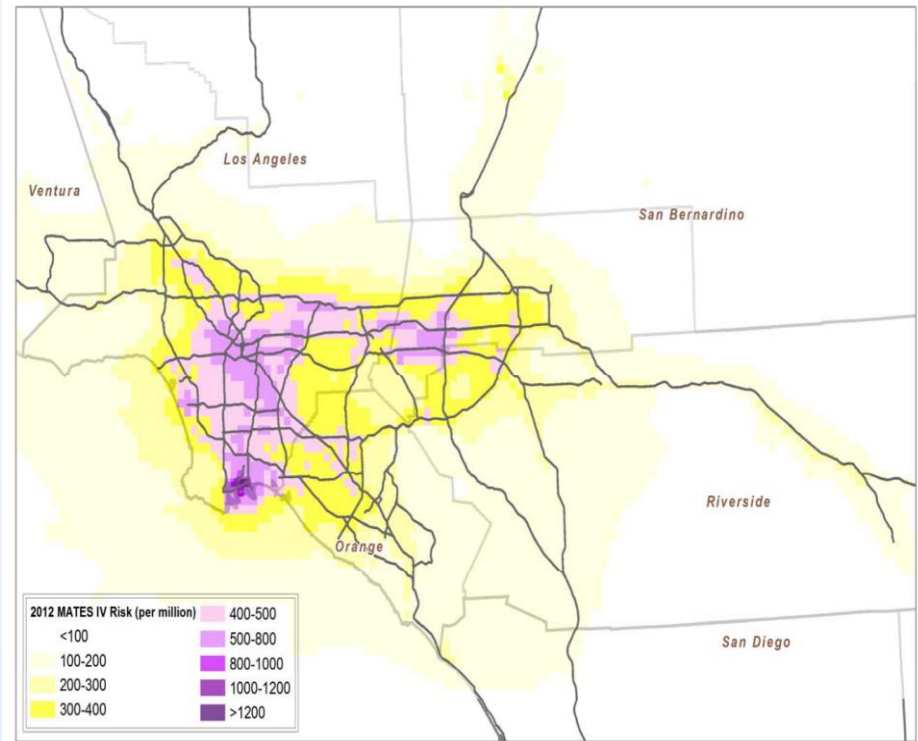 Los Angeles
Ventura
San Bernardino
Riverside
Orange
San Diego
2012 MATES IV Risk (per million)
<100
100-200
200-300
300-400
400-500
500-800
800-1000
1000-1200
>1200